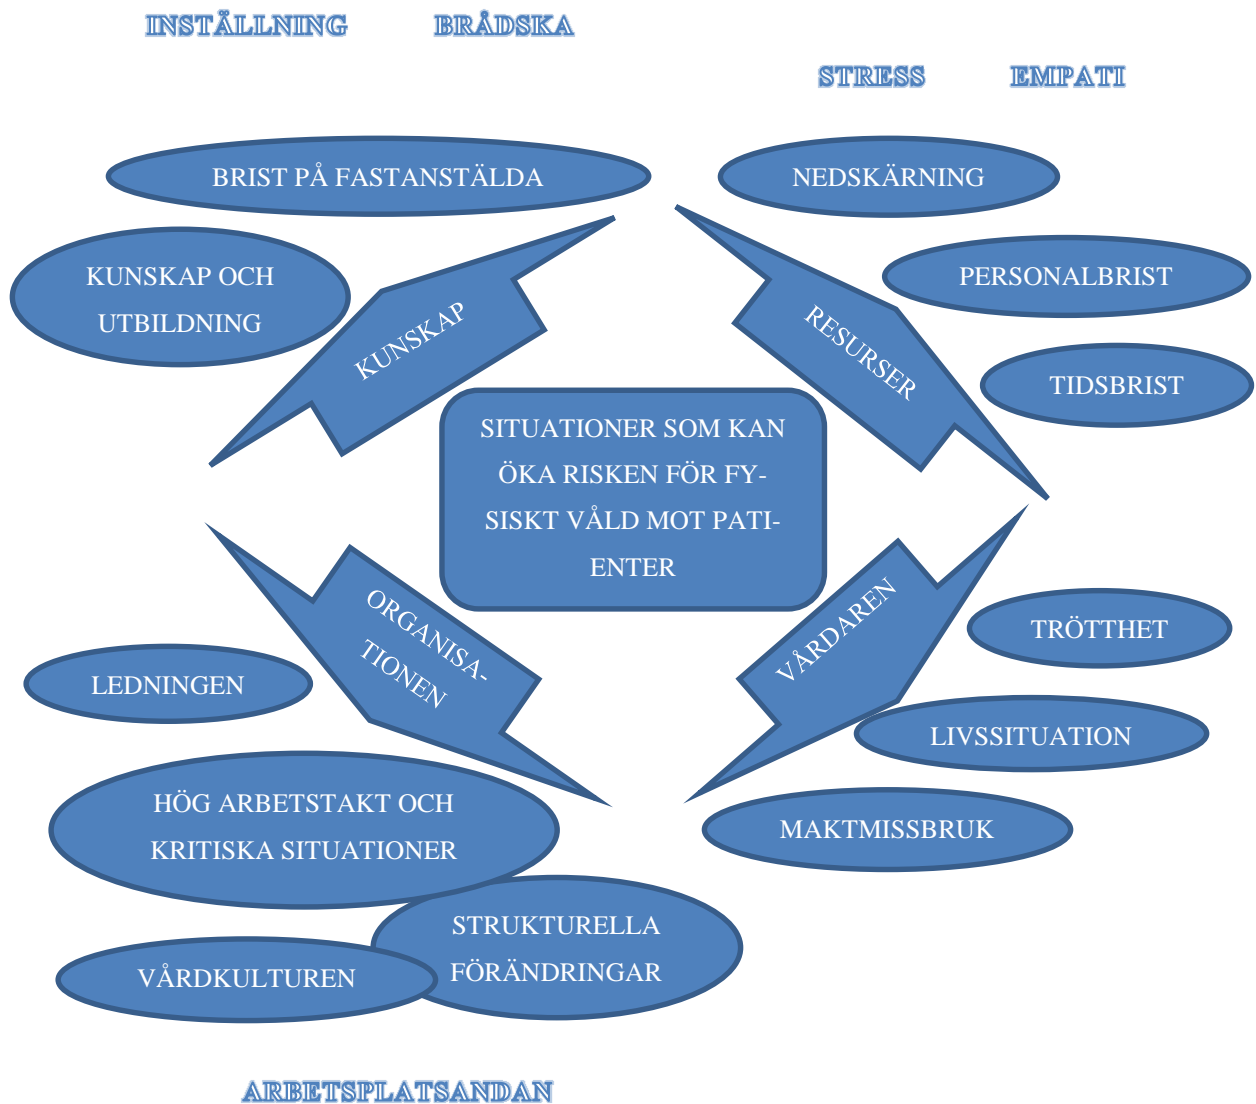 INSTÄLLNING BRÅDSKA
STRESS EMPATI
BRIST PÅ FASTANSTÄLDA
NEDSKÄRNING
KUNSKAP OCH
UTBILDNING
PERSONALBRIST
KUNSKAP
RESURSER
TIDSBRIST
SITUATIONER SOM KAN
ÖKA RISKEN FÖR FY-
SISKT VÅLD MOT PATI-
ENTER
ORGANISA-
TIONEN
VÅRDAREN
TRÖTTHET
LEDNINGEN
LIVSSITUATION
HÖG ARBETSTAKT OCH
KRITISKA SITUATIONER
MAKTMISSBRUK
STRUKTURELLA
FÖRÄNDRINGAR
VÅRDKULTUREN
ARBETSPLATSANDAN